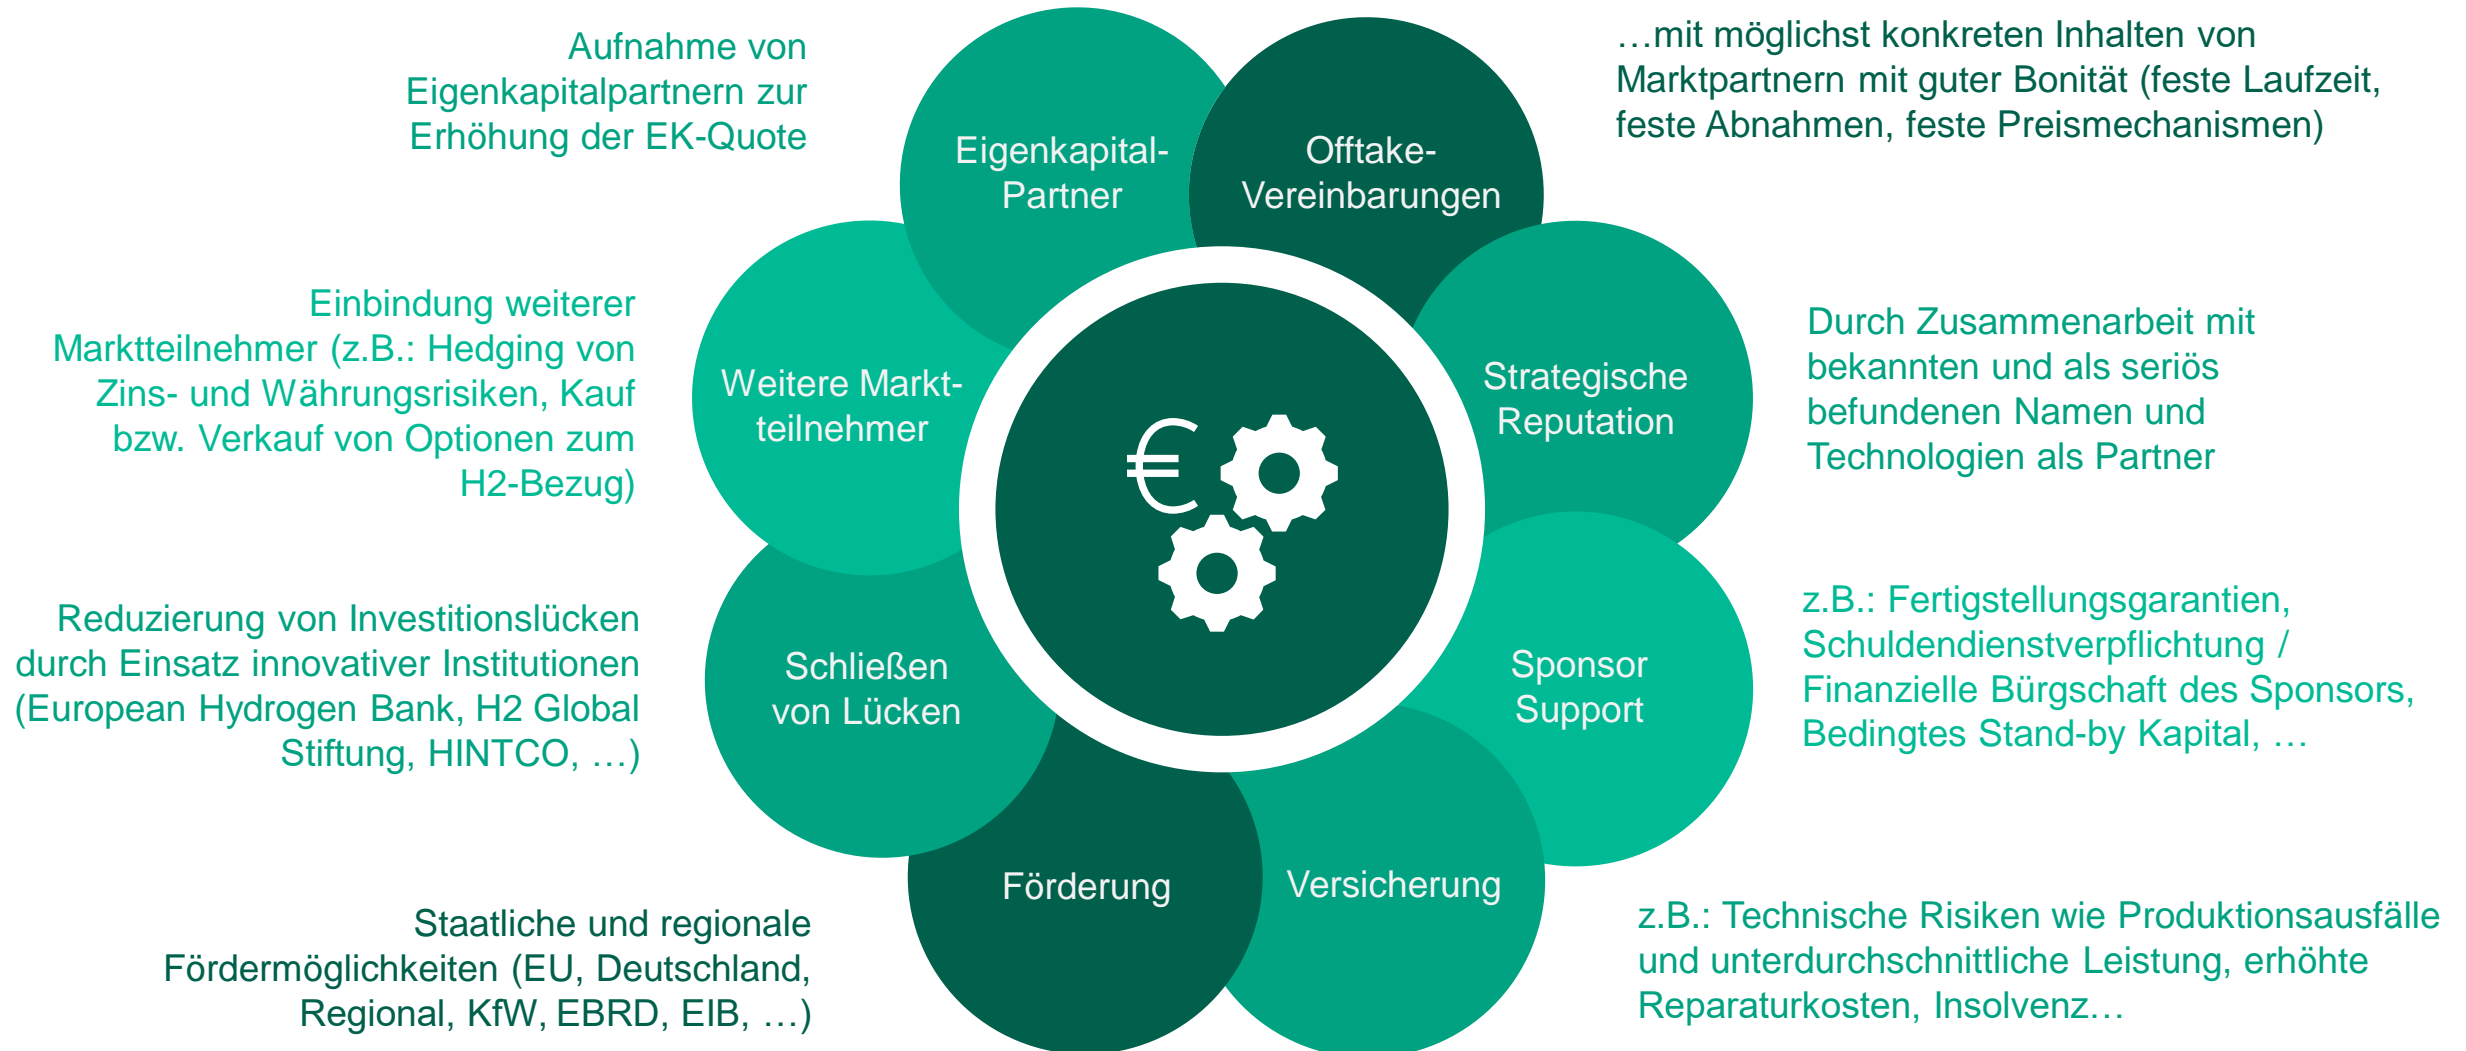 Aufnahme von
Eigenkapitalpartnern zur
Erhöhung der EK-Quote
Eigenkapital-
Partner
Offtake-
Vereinbarungen
…mit möglichst konkreten Inhalten von
Marktpartnern mit guter Bonität (feste Laufzeit,
feste Abnahmen, feste Preismechanismen)
Einbindung weiterer
Marktteilnehmer (z.B.: Hedging von
Zins- und Währungsrisiken, Kauf
bzw. Verkauf von Optionen zum
H2-Bezug)
Weitere Markt-
teilnehmer
Strategische
Reputation
Durch Zusammenarbeit mit
bekannten und als seriös
befundenen Namen und
Technologien als Partner
€
Reduzierung von Investitionslücken
durch Einsatz innovativer Institutionen
(European Hydrogen Bank, H2 Global
Stiftung, HINTCO, …)
Schließen
von Lücken
Sponsor
Support
z.B.: Fertigstellungsgarantien,
Schuldendienstverpflichtung /
Finanzielle Bürgschaft des Sponsors,
Bedingtes Stand-by Kapital, …
Staatliche und regionale
Fördermöglichkeiten (EU, Deutschland,
Regional, KfW, EBRD, EIB, …)
Förderung
Versicherung
z.B.: Technische Risiken wie Produktionsausfälle
und unterdurchschnittliche Leistung, erhöhte
Reparaturkosten, Insolvenz…